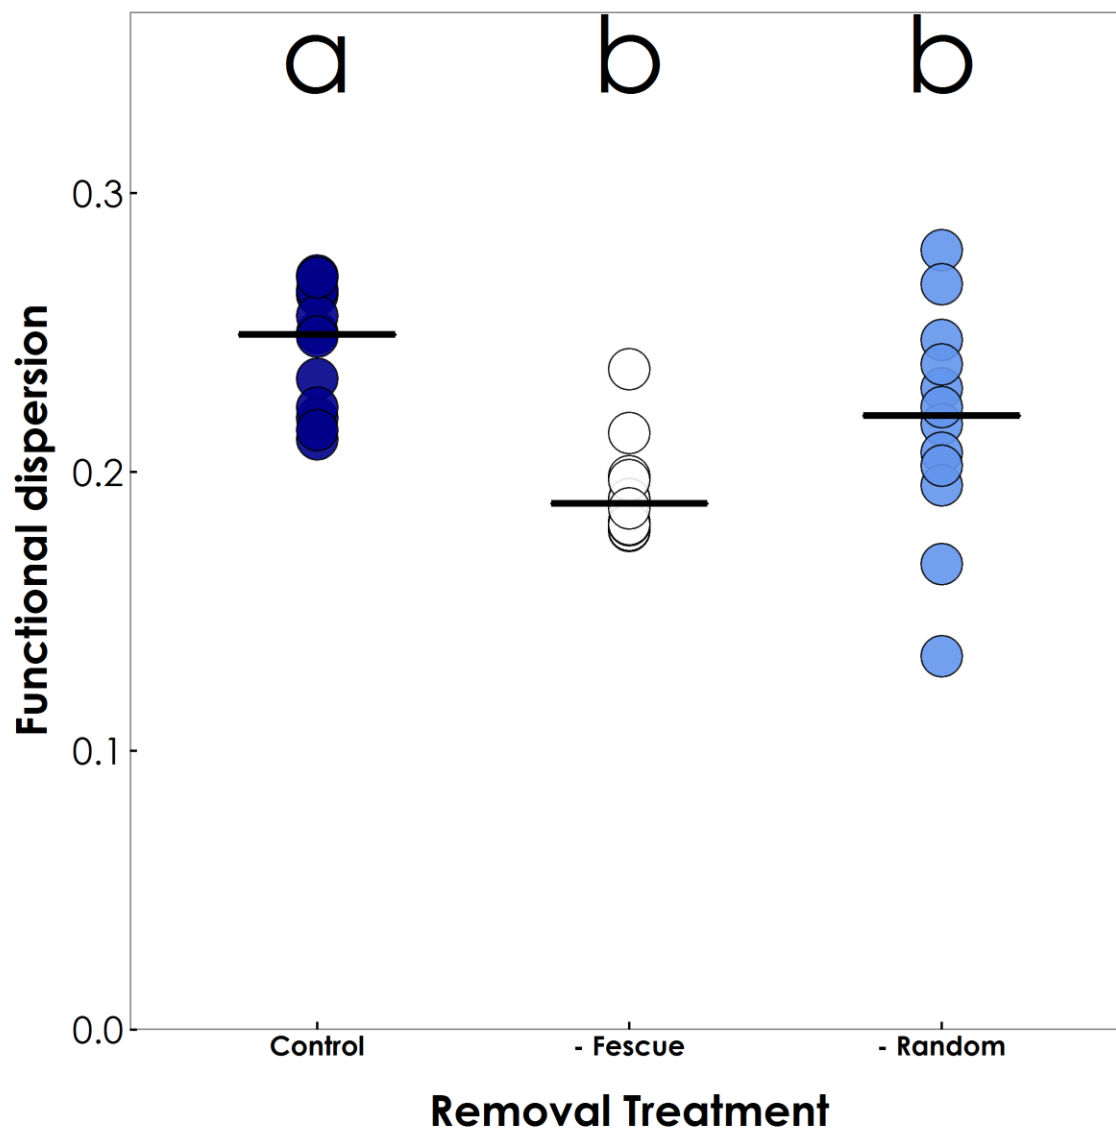 a b b
0.3
0.2
0.1
0.0
Functional dispersion
Control - Fescue - Random
Removal Treatment